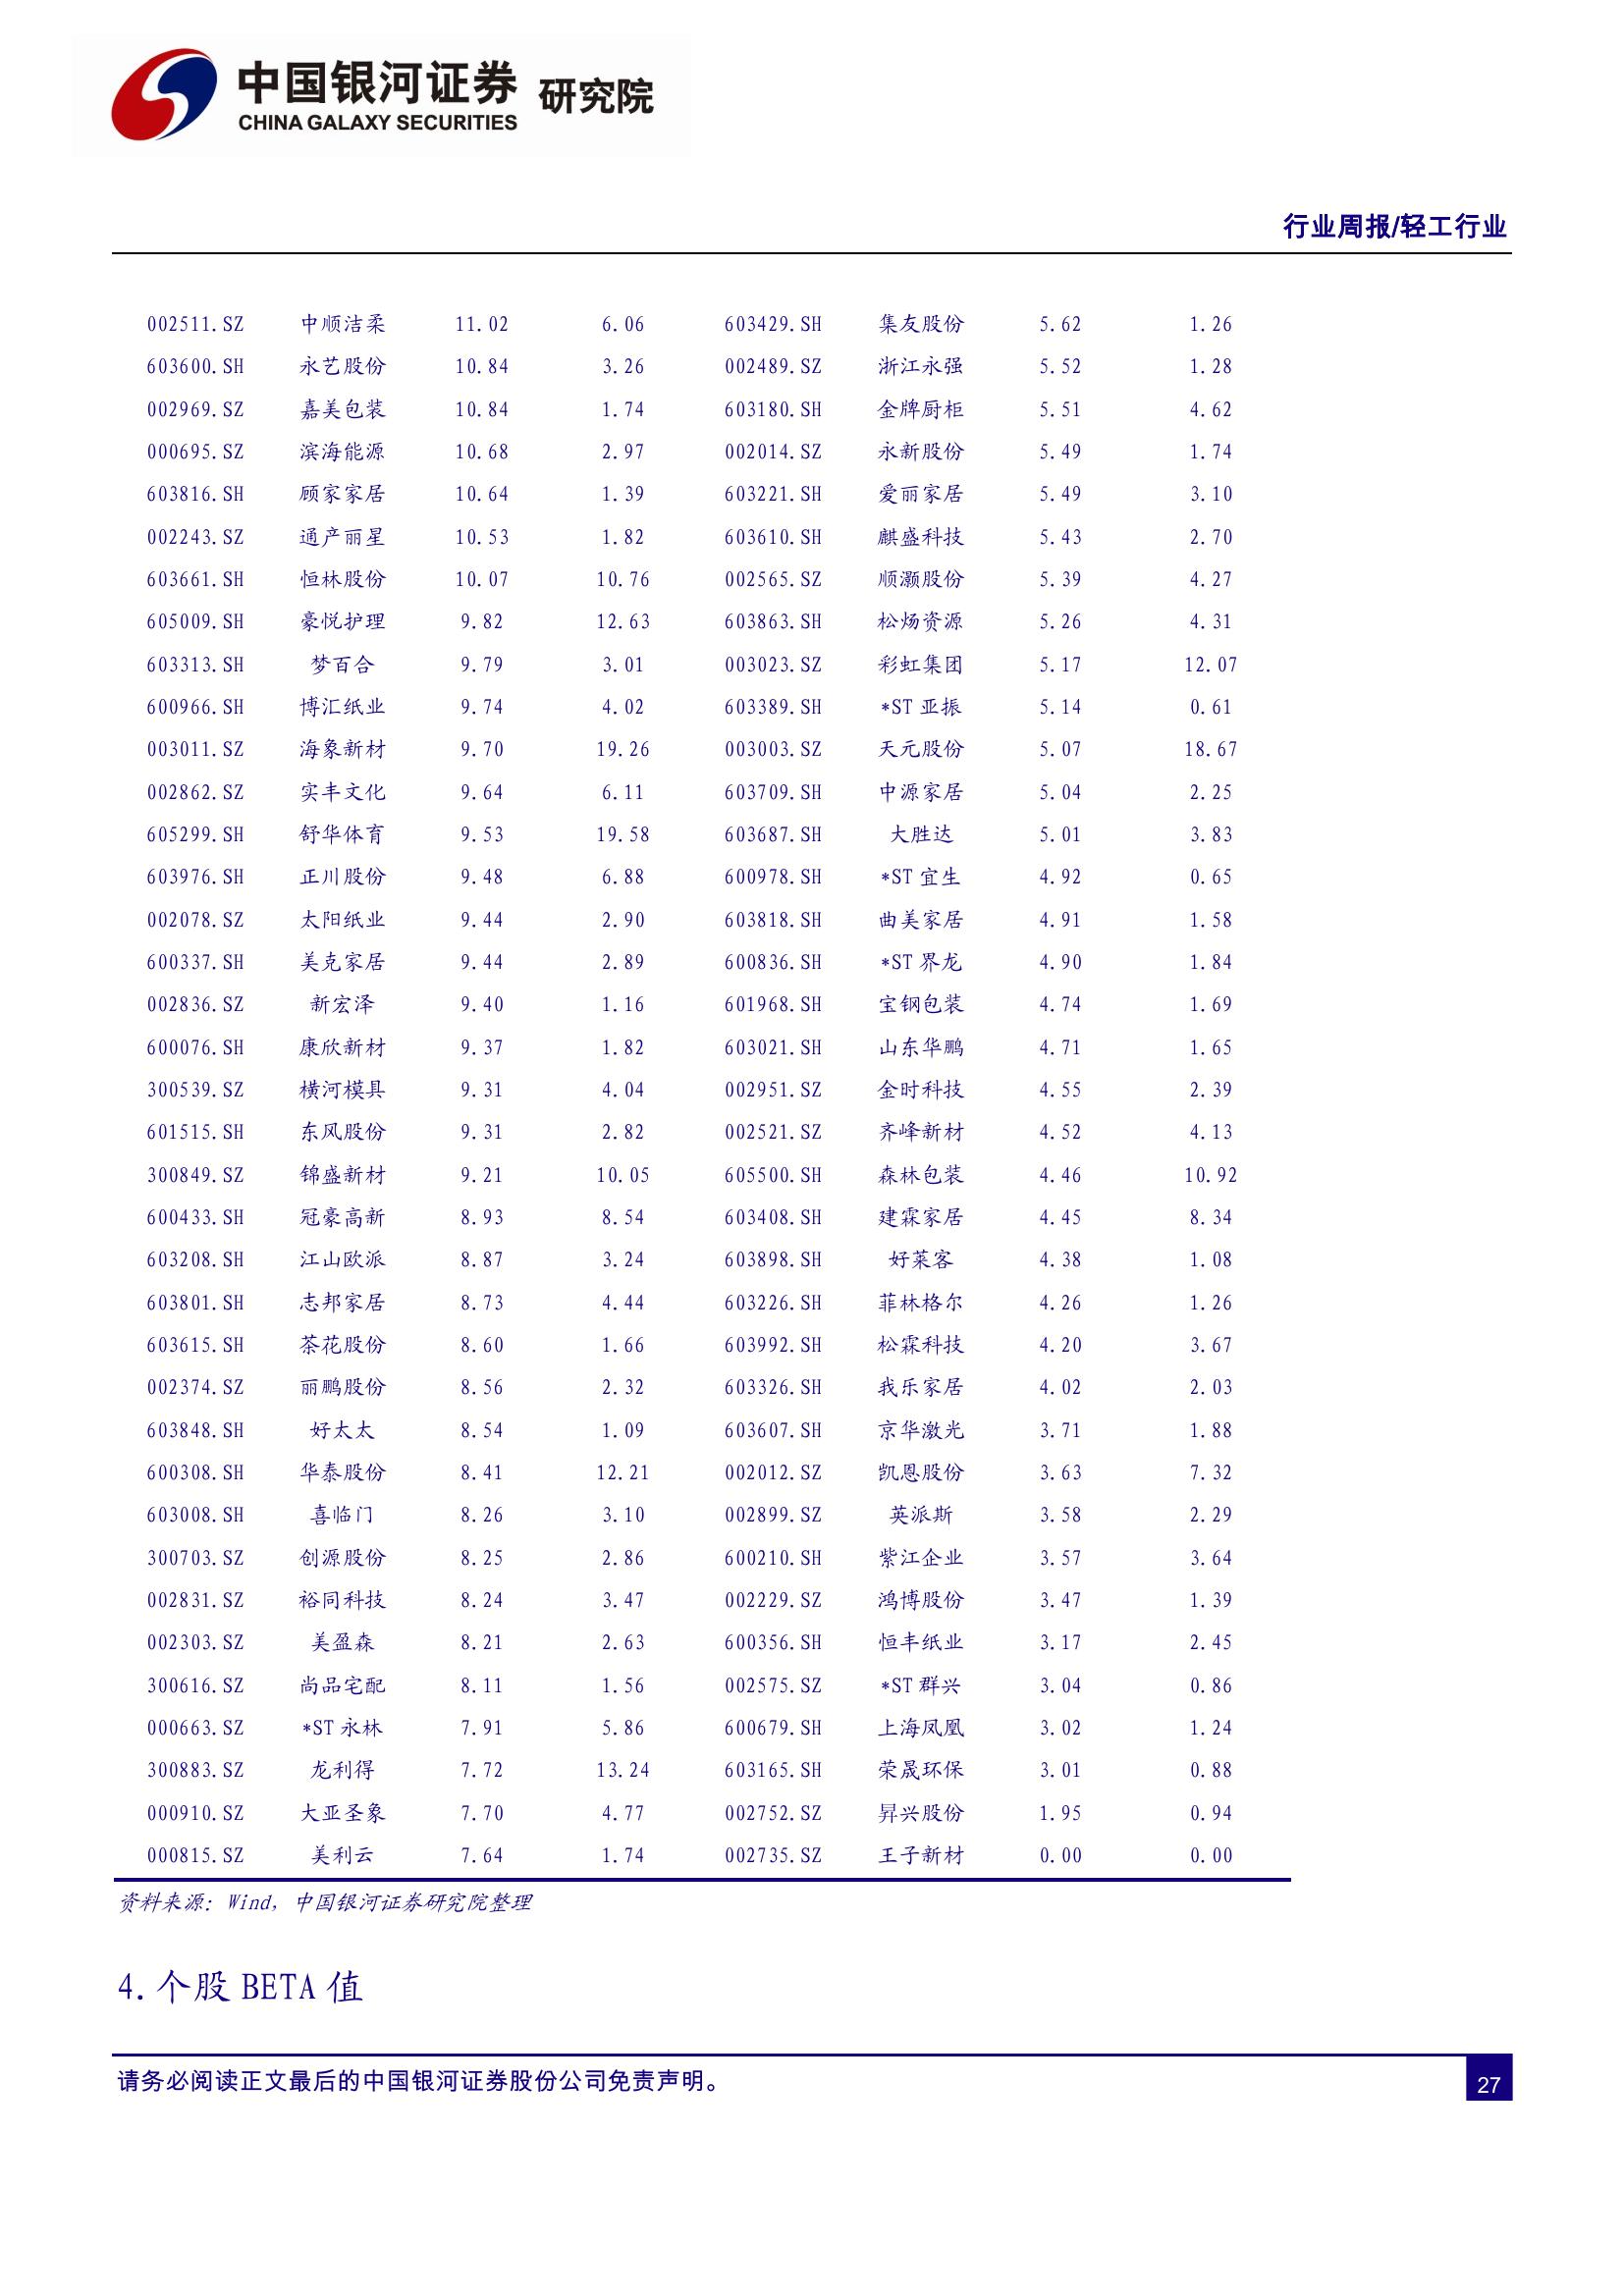 中国银河证券 研究院
CHINA GALAXY SECURITIES
行业周报/轻工行业
002511.SZ 中顺洁柔 11.02 6.06 603429.SH 集友股份 5.62 1.26
603600.SH 永艺股份 10.84 3.26 002489.SZ 浙江永强 5.52 1.28
002969.SZ 嘉美包装 10.84 1.74 603180.SH 金牌厨柜 5.51 4.62
000695.SZ 滨海能源 10.68 2.97 002014.SZ 永新股份 5.49 1.74
603816.SH 顾家家居 10.64 1.39 603221.SH 爱丽家居 5.49 3.10
002243.SZ 通产丽星 10.53 1.82 603610.SH 麒盛科技 5.43 2.70
603661.SH 恒林股份 10.07 10.76 002565.SZ 顺灏股份 5.39 4.27
605009.SH 豪悦护理 9.82 12.63 603863.SH 松炀资源 5.26 4.31
603313.SH 梦百合 9.79 3.01 003023.SZ 彩虹集团 5.17 12.07
600966.SH 博汇纸业 9.74 4.02 603389.SH *ST 亚振 5.14 0.61
003011.SZ 海象新材 9.70 19.26 003003.SZ 天元股份 5.07 18.67
002862.SZ 实丰文化 9.64 6.11 603709.SH 中源家居 5.04 2.25
605299.SH 舒华体育 9.53 19.58 603687.SH 大胜达 5.01 3.83
603976.SH 正川股份 9.48 6.88 600978.SH *ST 宜生 4.92 0.65
002078.SZ 太阳纸业 9.44 2.90 603818.SH 曲美家居 4.91 1.58
600337.SH 美克家居 9.44 2.89 600836.SH *ST 界龙 4.90 1.84
002836.SZ 新宏泽 9.40 1.16 601968.SH 宝钢包装 4.74 1.69
600076.SH 康欣新材 9.37 1.82 603021.SH 山东华鹏 4.71 1.65
300539.SZ 横河模具 9.31 4.04 002951.SZ 金时科技 4.55 2.39
601515.SH 东风股份 9.31 2.82 002521.SZ 齐峰新材 4.52 4.13
300849.SZ 锦盛新材 9.21 10.05 605500.SH 森林包装 4.46 10.92
600433.SH 冠豪高新 8.93 8.54 603408.SH 建霖家居 4.45 8.34
603208.SH 江山欧派 8.87 3.24 603898.SH 好莱客 4.38 1.08
603801.SH 志邦家居 8.73 4.44 603226.SH 菲林格尔 4.26 1.26
603615.SH 茶花股份 8.60 1.66 603992.SH 松霖科技 4.20 3.67
002374.SZ 丽鹏股份 8.56 2.32 603326.SH 我乐家居 4.02 2.03
603848.SH 好太太 8.54 1.09 603607.SH 京华激光 3.71 1.88
600308.SH 华泰股份 8.41 12.21 002012.SZ 凯恩股份 3.63 7.32
603008.SH 喜临门 8.26 3.10 002899.SZ 英派斯 3.58 2.29
300703.SZ 创源股份 8.25 2.86 600210.SH 紫江企业 3.57 3.64
002831.SZ 裕同科技 8.24 3.47 002229.SZ 鸿博股份 3.47 1.39
002303.SZ 美盈森 8.21 2.63 600356.SH 恒丰纸业 3.17 2.45
300616.SZ 尚品宅配 8.11 1.56 002575.SZ *ST 群兴 3.04 0.86
000663.SZ *ST 永林 7.91 5.86 600679.SH 上海凤凰 3.02 1.24
300883.SZ 龙利得 7.72 13.24 603165.SH 荣晟环保 3.01 0.88
000910.SZ 大亚圣象 7.70 4.77 002752.SZ 昇兴股份 1.95 0.94
000815.SZ 美利云 7.64 1.74 002735.SZ 王子新材 0.00 0.00
资料来源: Wind, 中国银河证券研究院整理
4. 个股 BETA 值
请务必阅读正文最后的中国银河证券股份公司免责声明。
27